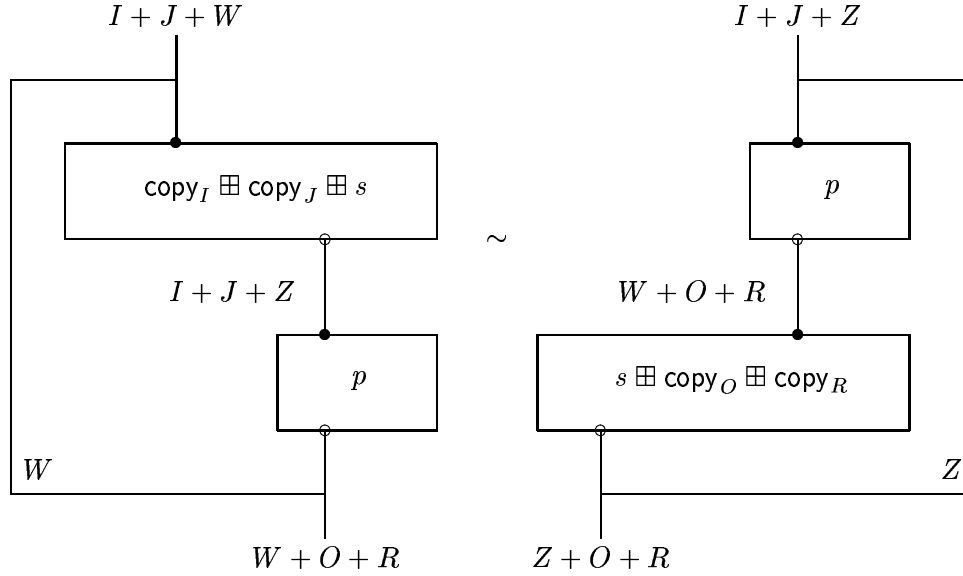 I + J + W
copy_I ⊞ copy_J ⊞ s
I + J + Z
p
W
W + O + R
∼
I + J + Z
p
W + O + R
s ⊞ copy_O ⊞ copy_R
Z
Z + O + R